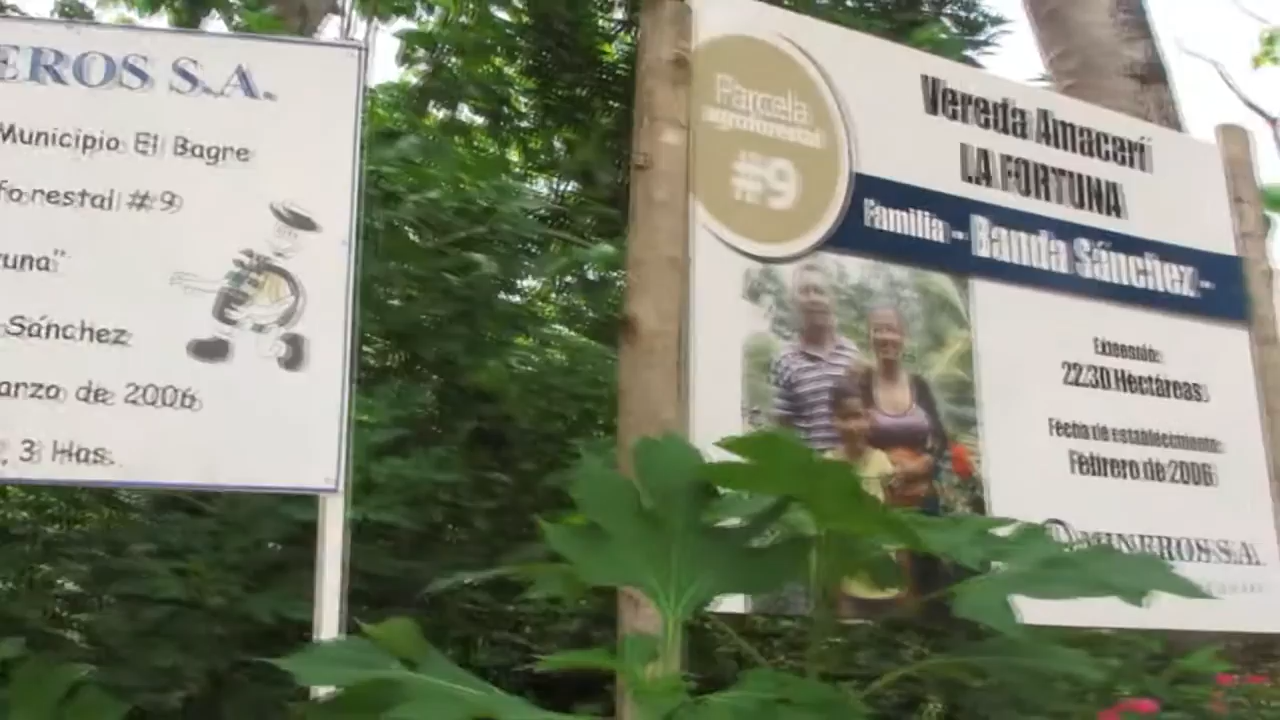 EROS S.A.
Municipio El Bagre
forestal #9
una"
Sánchez
arzo de 2006
, 3 Has.
Parcela
agroforestal
#9
Vereda Amacerí
LA FORTUNA
Familia - Banda Sánchez -
Extensión:
22.30 Hectáreas
Fecha de establecimiento:
Febrero de 2006
MINEROS S.A.